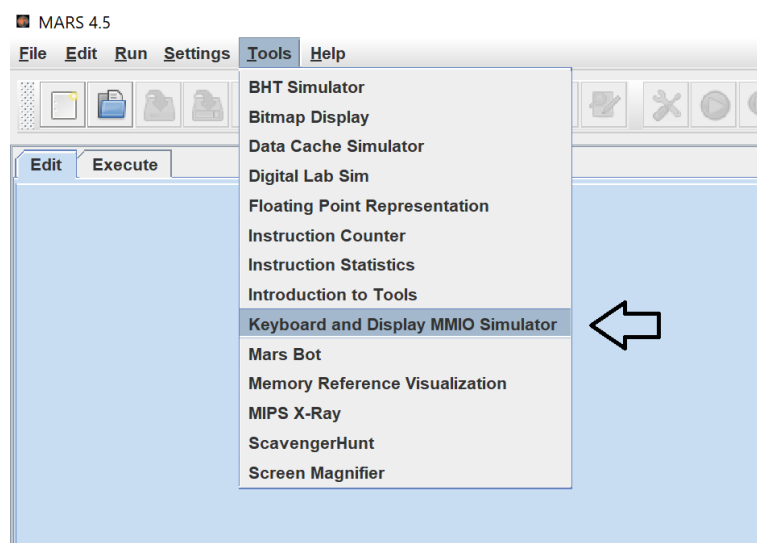 MARS 4.5
File Edit Run Settings Tools Help
BHT Simulator
Bitmap Display
Data Cache Simulator
Digital Lab Sim
Edit Execute
Floating Point Representation
Instruction Counter
Instruction Statistics
Introduction to Tools
Keyboard and Display MMIO Simulator
Mars Bot
Memory Reference Visualization
MIPS X-Ray
ScavengerHunt
Screen Magnifier